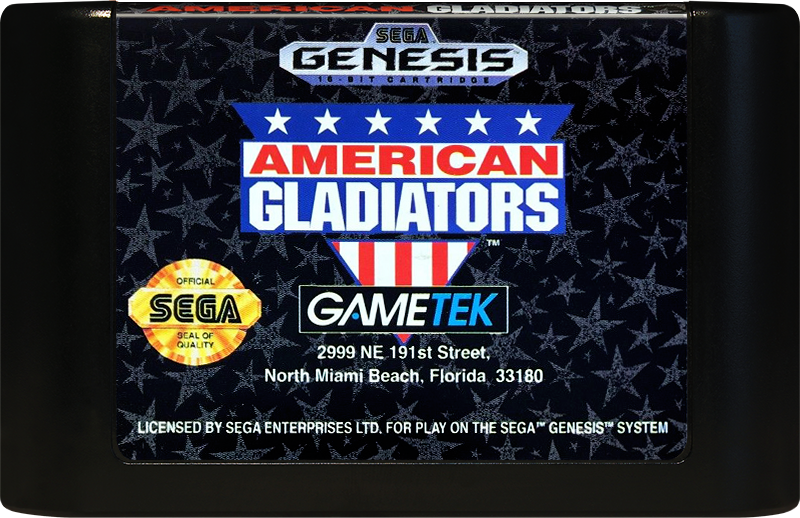 AMERICAN GLADIATORS
SEGA
GENESIS
16-BIT CARTRIDGE
AMERICAN
GLADIATORS
TM
OFFICIAL
SEGA
SEAL OF
QUALITY
GAMETEK
2999 NE 191st Street,
North Miami Beach, Florida 33180
LICENSED BY SEGA ENTERPRISES LTD. FOR PLAY ON THE SEGA™ GENESIS™ SYSTEM